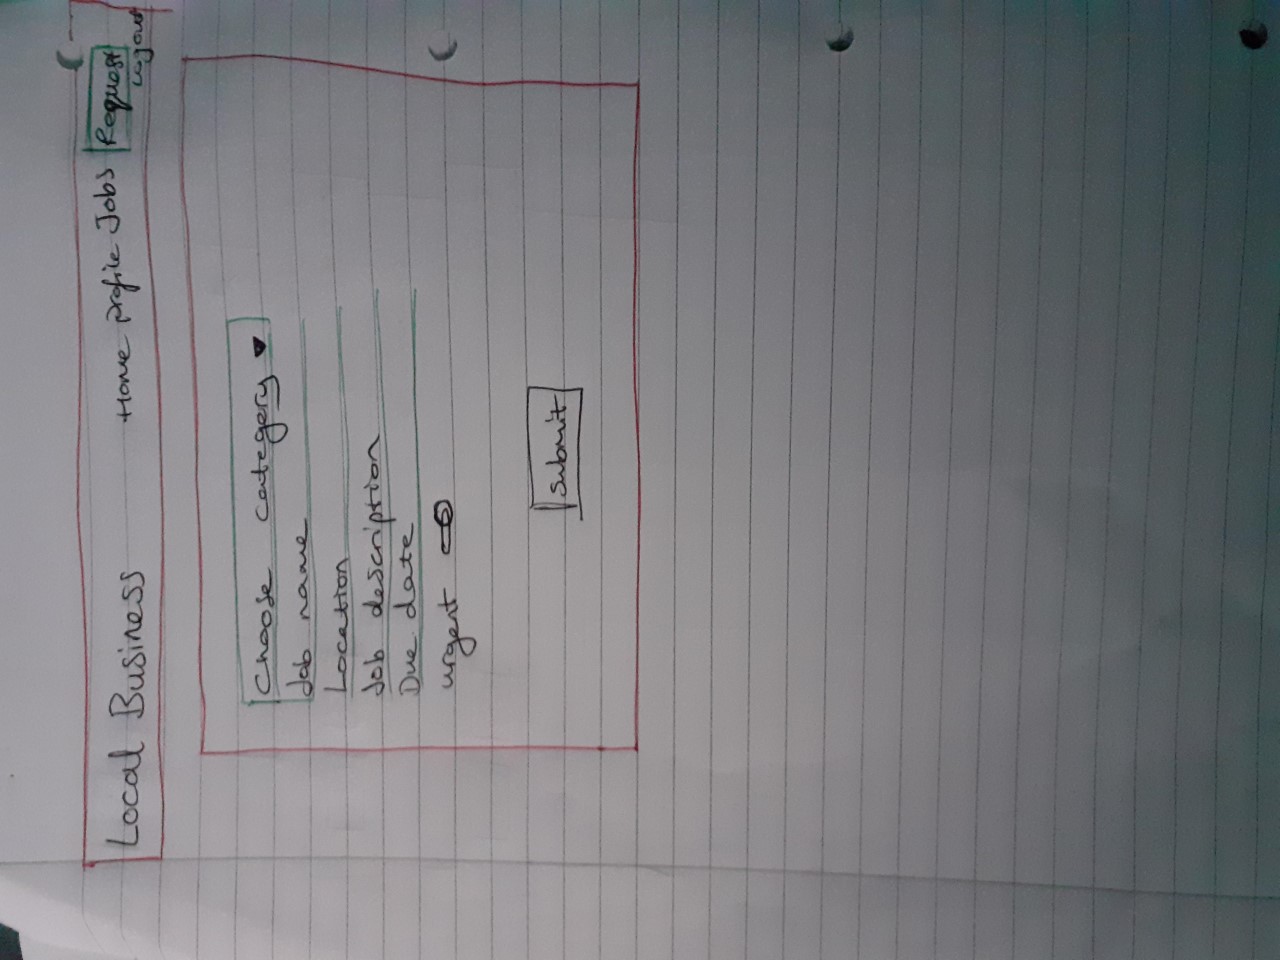 Local Business Home profile Jobs Request
logout
Choose category
Job name
Location
Job description
Due date
urgent
Submit